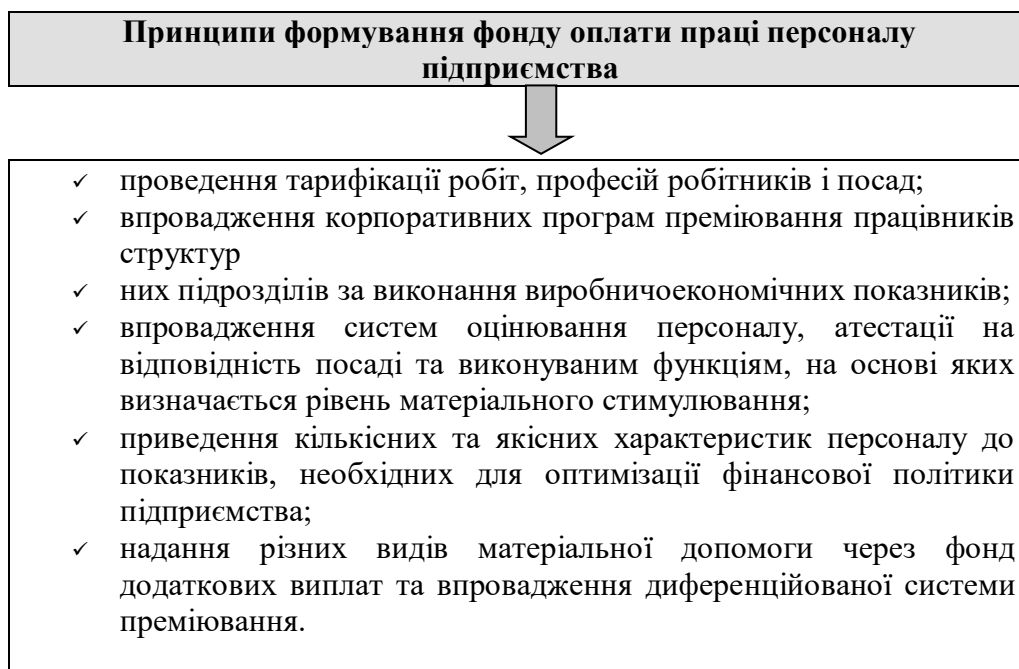 Принципи формування фонду оплати праці персоналу
підприємства
✓ проведення тарифікації робіт, професій робітників і посад;
✓ впровадження корпоративних програм преміювання працівників
структур
✓ них підрозділів за виконання виробничоекономічних показників;
✓ впровадження систем оцінювання персоналу, атестації на
відповідність посаді та виконуваним функціям, на основі яких
визначається рівень матеріального стимулювання;
✓ приведення кількісних та якісних характеристик персоналу до
показників, необхідних для оптимізації фінансової політики
підприємства;
✓ надання різних видів матеріальної допомоги через фонд
додаткових виплат та впровадження диференційованої системи
преміювання.